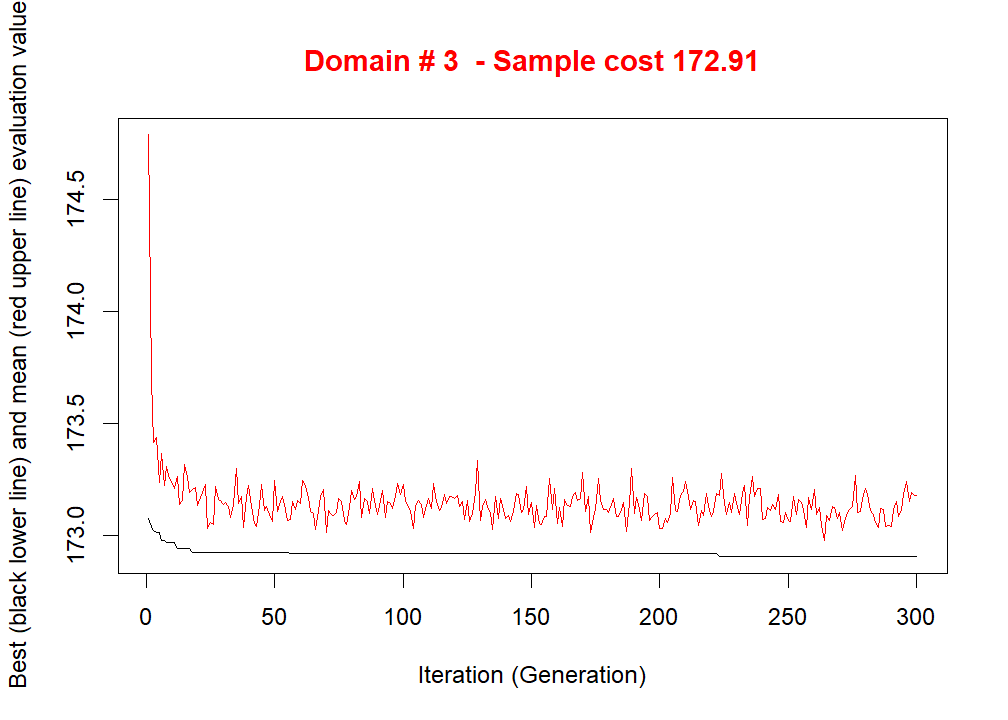 Domain # 3  - Sample cost 172.91
Best (black lower line) and mean (red upper line) evaluation value
174.5
174.0
173.5
173.0
0 50 100 150 200 250 300
Iteration (Generation)